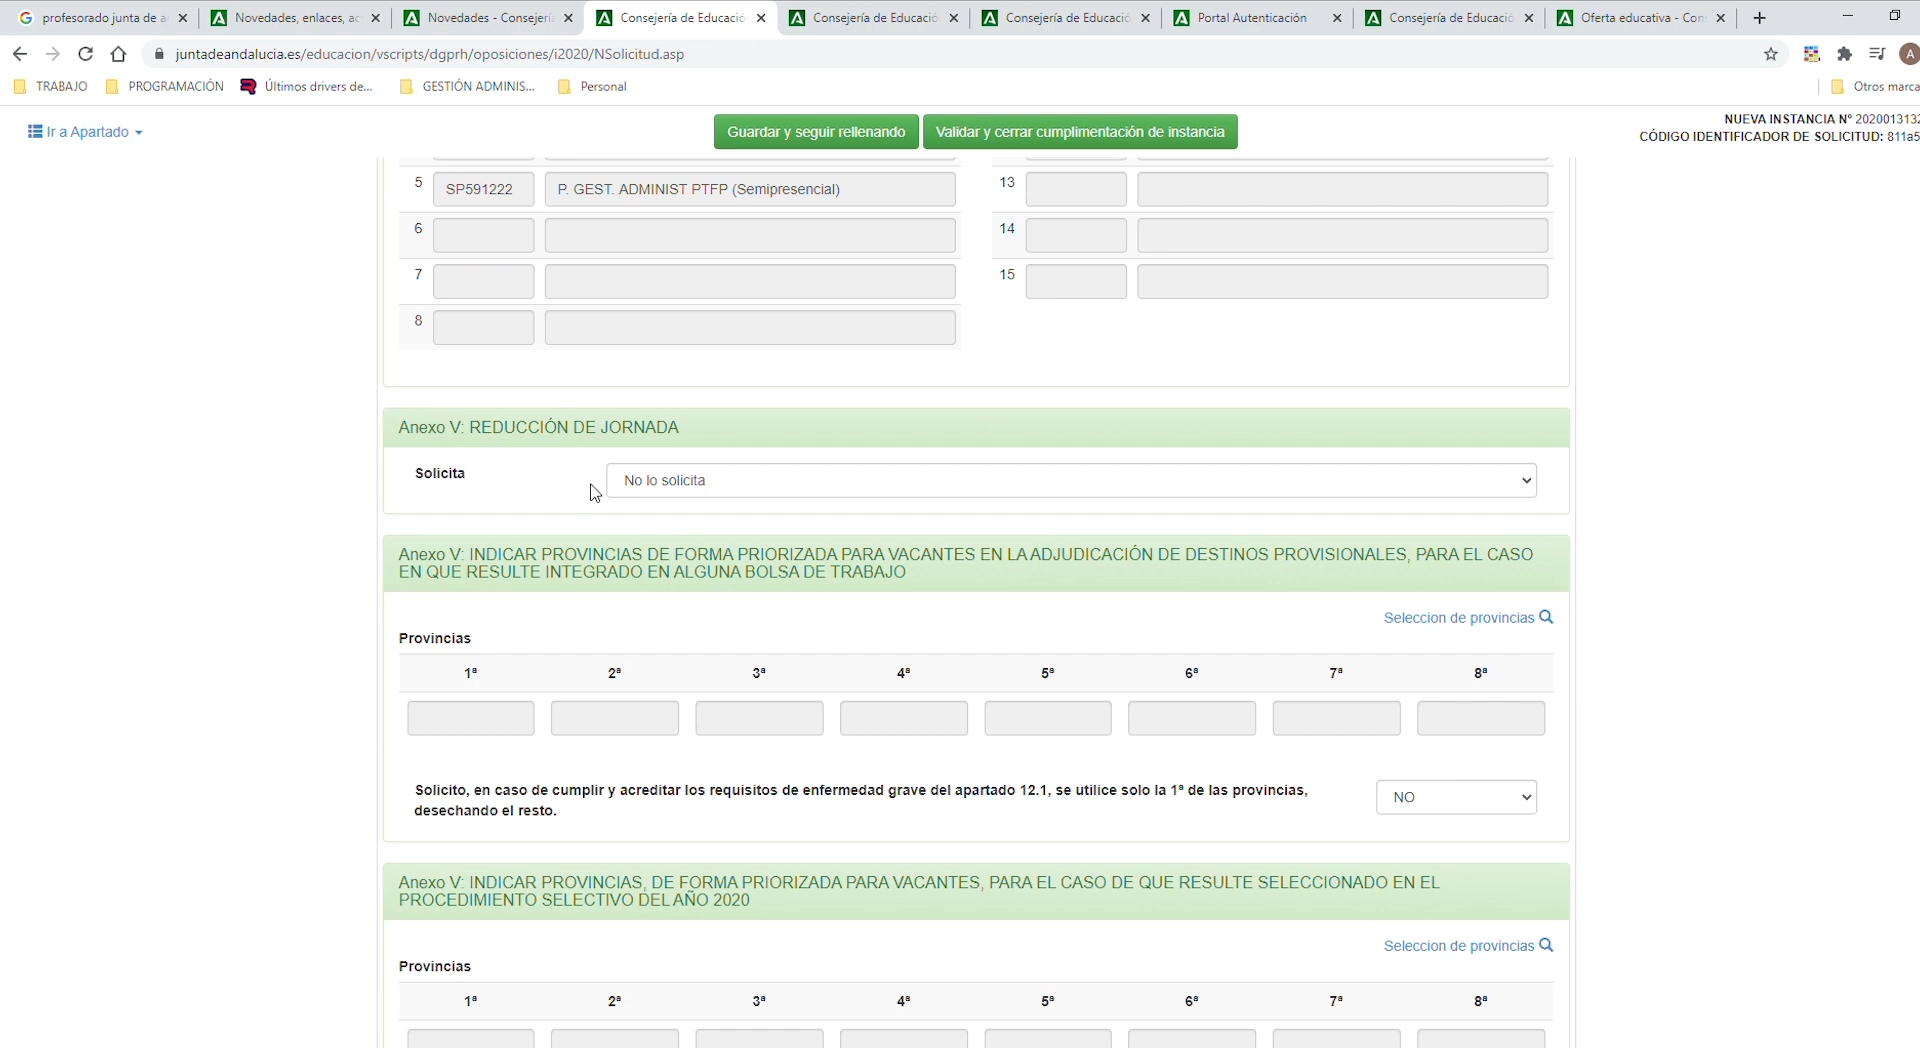 profesorado junta de a
Novedades, enlaces, ac
Novedades - Consejerí
Consejería de Educació
Consejería de Educació
Consejería de Educació
Portal Autenticación
Consejería de Educació
Oferta educativa - Con
juntadeandalucia.es/educacion/vscripts/dgprh/oposiciones/i2020/NSolicitud.asp
A
TRABAJO
PROGRAMACIÓN
Últimos drivers de...
GESTIÓN ADMINIS...
Personal
Otros marca
Ir a Apartado
Guardar y seguir rellenando
Validar y cerrar cumplimentación de instancia
NUEVA INSTANCIA Nº 2020013132
CÓDIGO IDENTIFICADOR DE SOLICITUD: 811a5
5 SP591222 P. GEST. ADMINIST PTFP (Semipresencial) 13
6 14
7 15
8
Anexo V: REDUCCIÓN DE JORNADA
Solicita No lo solicita
Anexo V: INDICAR PROVINCIAS DE FORMA PRIORIZADA PARA VACANTES EN LA ADJUDICACIÓN DE DESTINOS PROVISIONALES, PARA EL CASO
EN QUE RESULTE INTEGRADO EN ALGUNA BOLSA DE TRABAJO
Seleccion de provincias
Provincias
1ª 2ª 3ª 4ª 5ª 6ª 7ª 8ª
Solicito, en caso de cumplir y acreditar los requisitos de enfermedad grave del apartado 12.1, se utilice solo la 1ª de las provincias,
desechando el resto.
NO
Anexo V: INDICAR PROVINCIAS, DE FORMA PRIORIZADA PARA VACANTES, PARA EL CASO DE QUE RESULTE SELECCIONADO EN EL
PROCEDIMIENTO SELECTIVO DEL AÑO 2020
Seleccion de provincias
Provincias
1ª 2ª 3ª 4ª 5ª 6ª 7ª 8ª